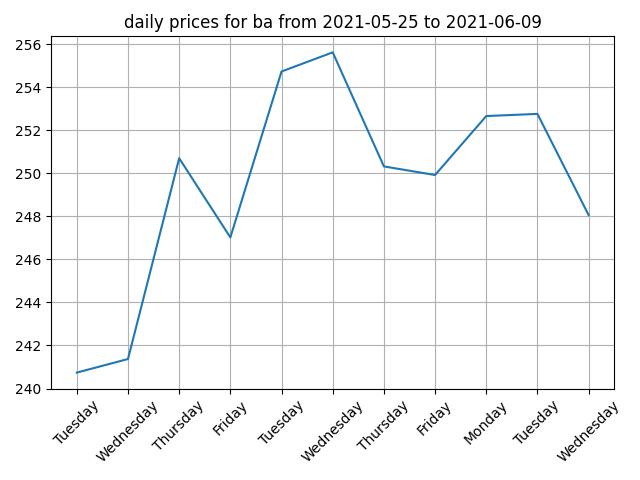 daily prices for ba from 2021-05-25 to 2021-06-09
256
254
252
250
248
246
244
242
240
Tuesday
Wednesday
Thursday
Friday
Tuesday
Wednesday
Thursday
Friday
Monday
Tuesday
Wednesday